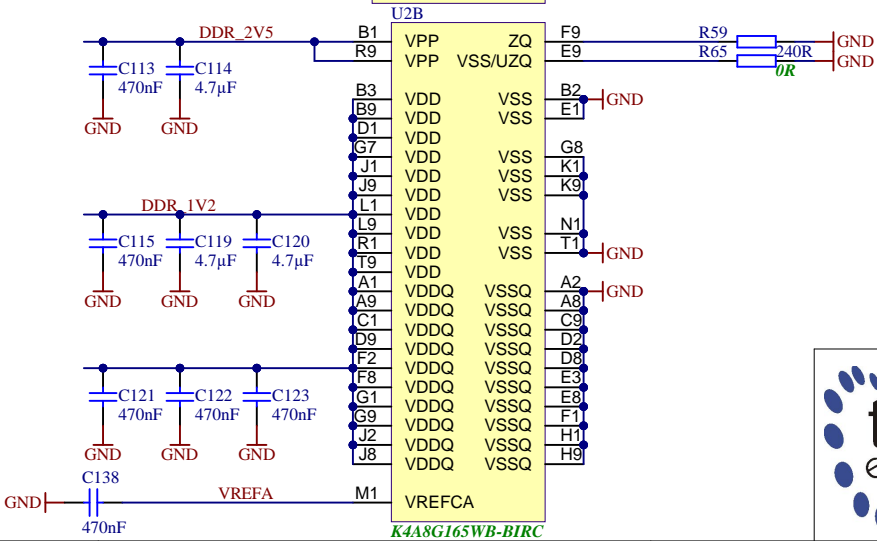 U2B
DDR_2V5
B1 VPP ZQ F9 R59 GND
R9 VPP VSS/UZQ E9 R65 240R GND
0R
C113 C114
470nF 4.7µF
GND GND
B3 VDD VSS B2 GND
B9 VDD VSS E1
D1 VDD
G7 VDD VSS G8
J1 VDD VSS K1
J9 VDD VSS K9
DDR_1V2
L1 VDD
L9 VDD VSS N1
R1 VDD VSS T1 GND
T9 VDD
C115 C119 C120
470nF 4.7µF 4.7µF
GND GND GND
A1 VDDQ VSSQ A2 GND
A9 VDDQ VSSQ A8
C1 VDDQ VSSQ C9
D9 VDDQ VSSQ D2
F2 VDDQ VSSQ D8
F8 VDDQ VSSQ E3
G1 VDDQ VSSQ E8
G9 VDDQ VSSQ F1
J2 VDDQ VSSQ H1
J8 VDDQ VSSQ H9
C121 C122 C123
470nF 470nF 470nF
GND GND GND
C138
GND VREFA M1 VREFCA
470nF
K4A8G165WB-BIRC